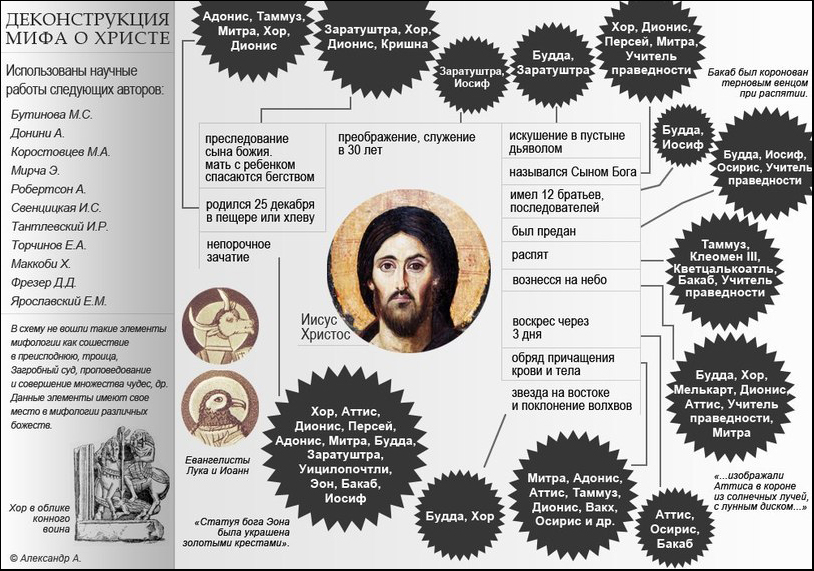 ДЕКОНСТРУКЦИЯ
МИФА О ХРИСТЕ
Использованы научные
работы следующих авторов:
Бутинова М.С.
Донини А.
Коростовцев М.А.
Мирча Э.
Робертсон А.
Свенцицкая И.С.
Тантлевский И.Р.
Торчинов Е.А.
Маккоби Х.
Фрезер Д.Д.
Ярославский Е.М.
В схему не вошли такие элементы
мифологии как сошествие
в преисподнюю, троица,
Загробный суд, проповедование
и совершение множества чудес, др.
Данные элементы имеют свое
место в мифологии различных
божеств.
Хор в облике
конного
воина
© Александр А.
Адонис, Таммуз,
Митра, Хор,
Дионис
Заратуштра, Хор,
Дионис, Кришна
Заратуштра,
Иосиф
Будда,
Заратуштра
Хор, Дионис,
Персей, Митра,
Учитель
праведности
Бакаб был коронован
терновым венцом
при распятии.
Будда,
Иосиф
Будда, Иосиф,
Осирис, Учитель
праведности
преследование
сына божия.
мать с ребенком
спасаются бегством
родился 25 декабря
в пещере или хлеву
непорочное
зачатие
преображение, служение
в 30 лет
искушение в пустыне
дьяволом
назывался Сыном Бога
имел 12 братьев,
последователей
был предан
распят
вознесся на небо
воскрес через
3 дня
обряд причащения
крови и тела
звезда на востоке
и поклонение волхвов
Иисус
Христос
Таммуз,
Клеомен III,
Кветцалькоатль,
Бакаб, Учитель
праведности
Будда, Хор,
Мелькарт, Дионис,
Аттис, Учитель
праведности,
Митра
Евангелисты
Лука и Иоанн
Хор, Аттис,
Дионис, Персей,
Адонис, Митра, Будда,
Заратуштра,
Уицилопочтли,
Эон, Бакаб,
Иосиф
«Статуя бога Эона
была украшена
золотыми крестами».
Будда, Хор
Митра, Адонис,
Аттис, Таммуз,
Дионис, Вакх,
Осирис и др.
Аттис,
Осирис,
Бакаб
«...изображали
Аттиса в короне
из солнечных лучей,
с лунным диском...»